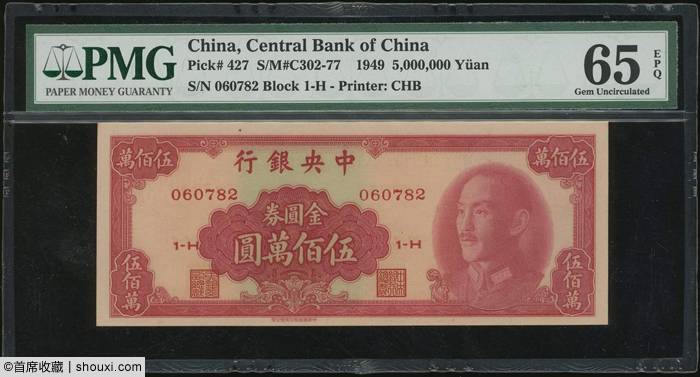 PMG
PAPER MONEY GUARANTY
China, Central Bank of China
Pick# 427 S/M#C302-77 1949 5,000,000 Yüan
S/N 060782 Block 1-H - Printer: CHB
65 EPQ
Gem Uncirculated
萬佰伍
行銀央中
萬佰伍
060782
060782
券圓金
1-H
圓萬佰伍
1-H
伍佰萬
伍佰萬
©首席收藏 | shouxi.com